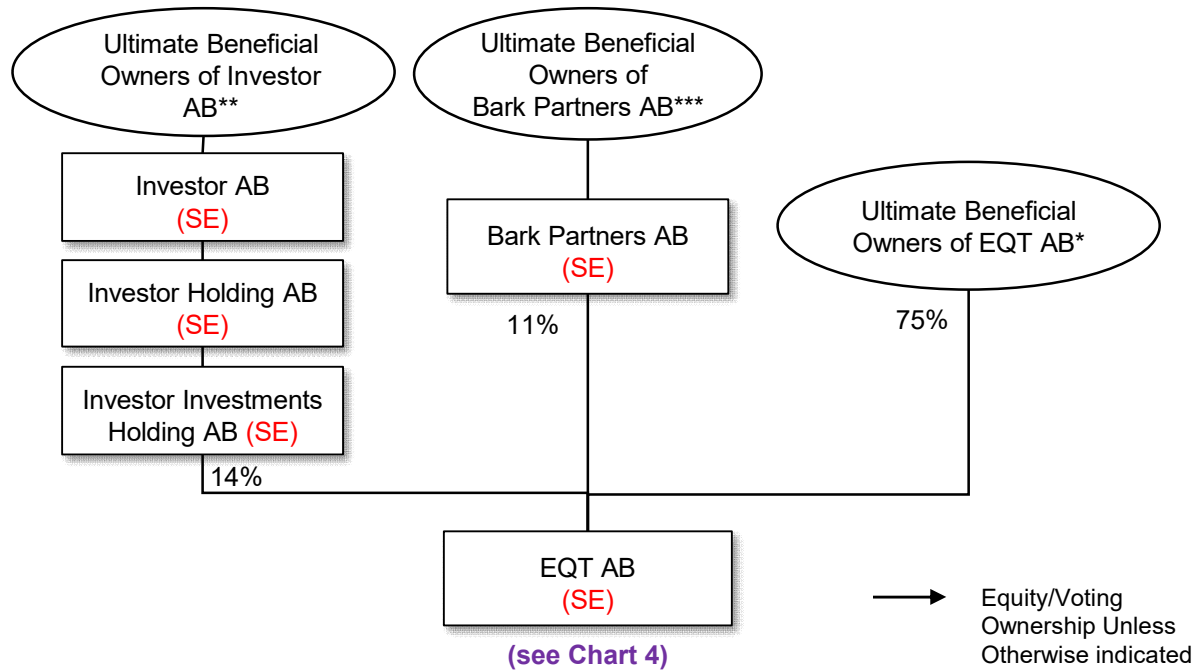 Ultimate Beneficial
Owners of Investor
AB**
Ultimate Beneficial
Owners of
Bark Partners AB***
Investor AB
(SE)
Bark Partners AB
(SE)
Ultimate Beneficial
Owners of EQT AB*
Investor Holding AB
(SE)
11%
75%
Investor Investments
Holding AB (SE)
14%
EQT AB
(SE)
(see Chart 4)
Equity/Voting
Ownership Unless
Otherwise indicated